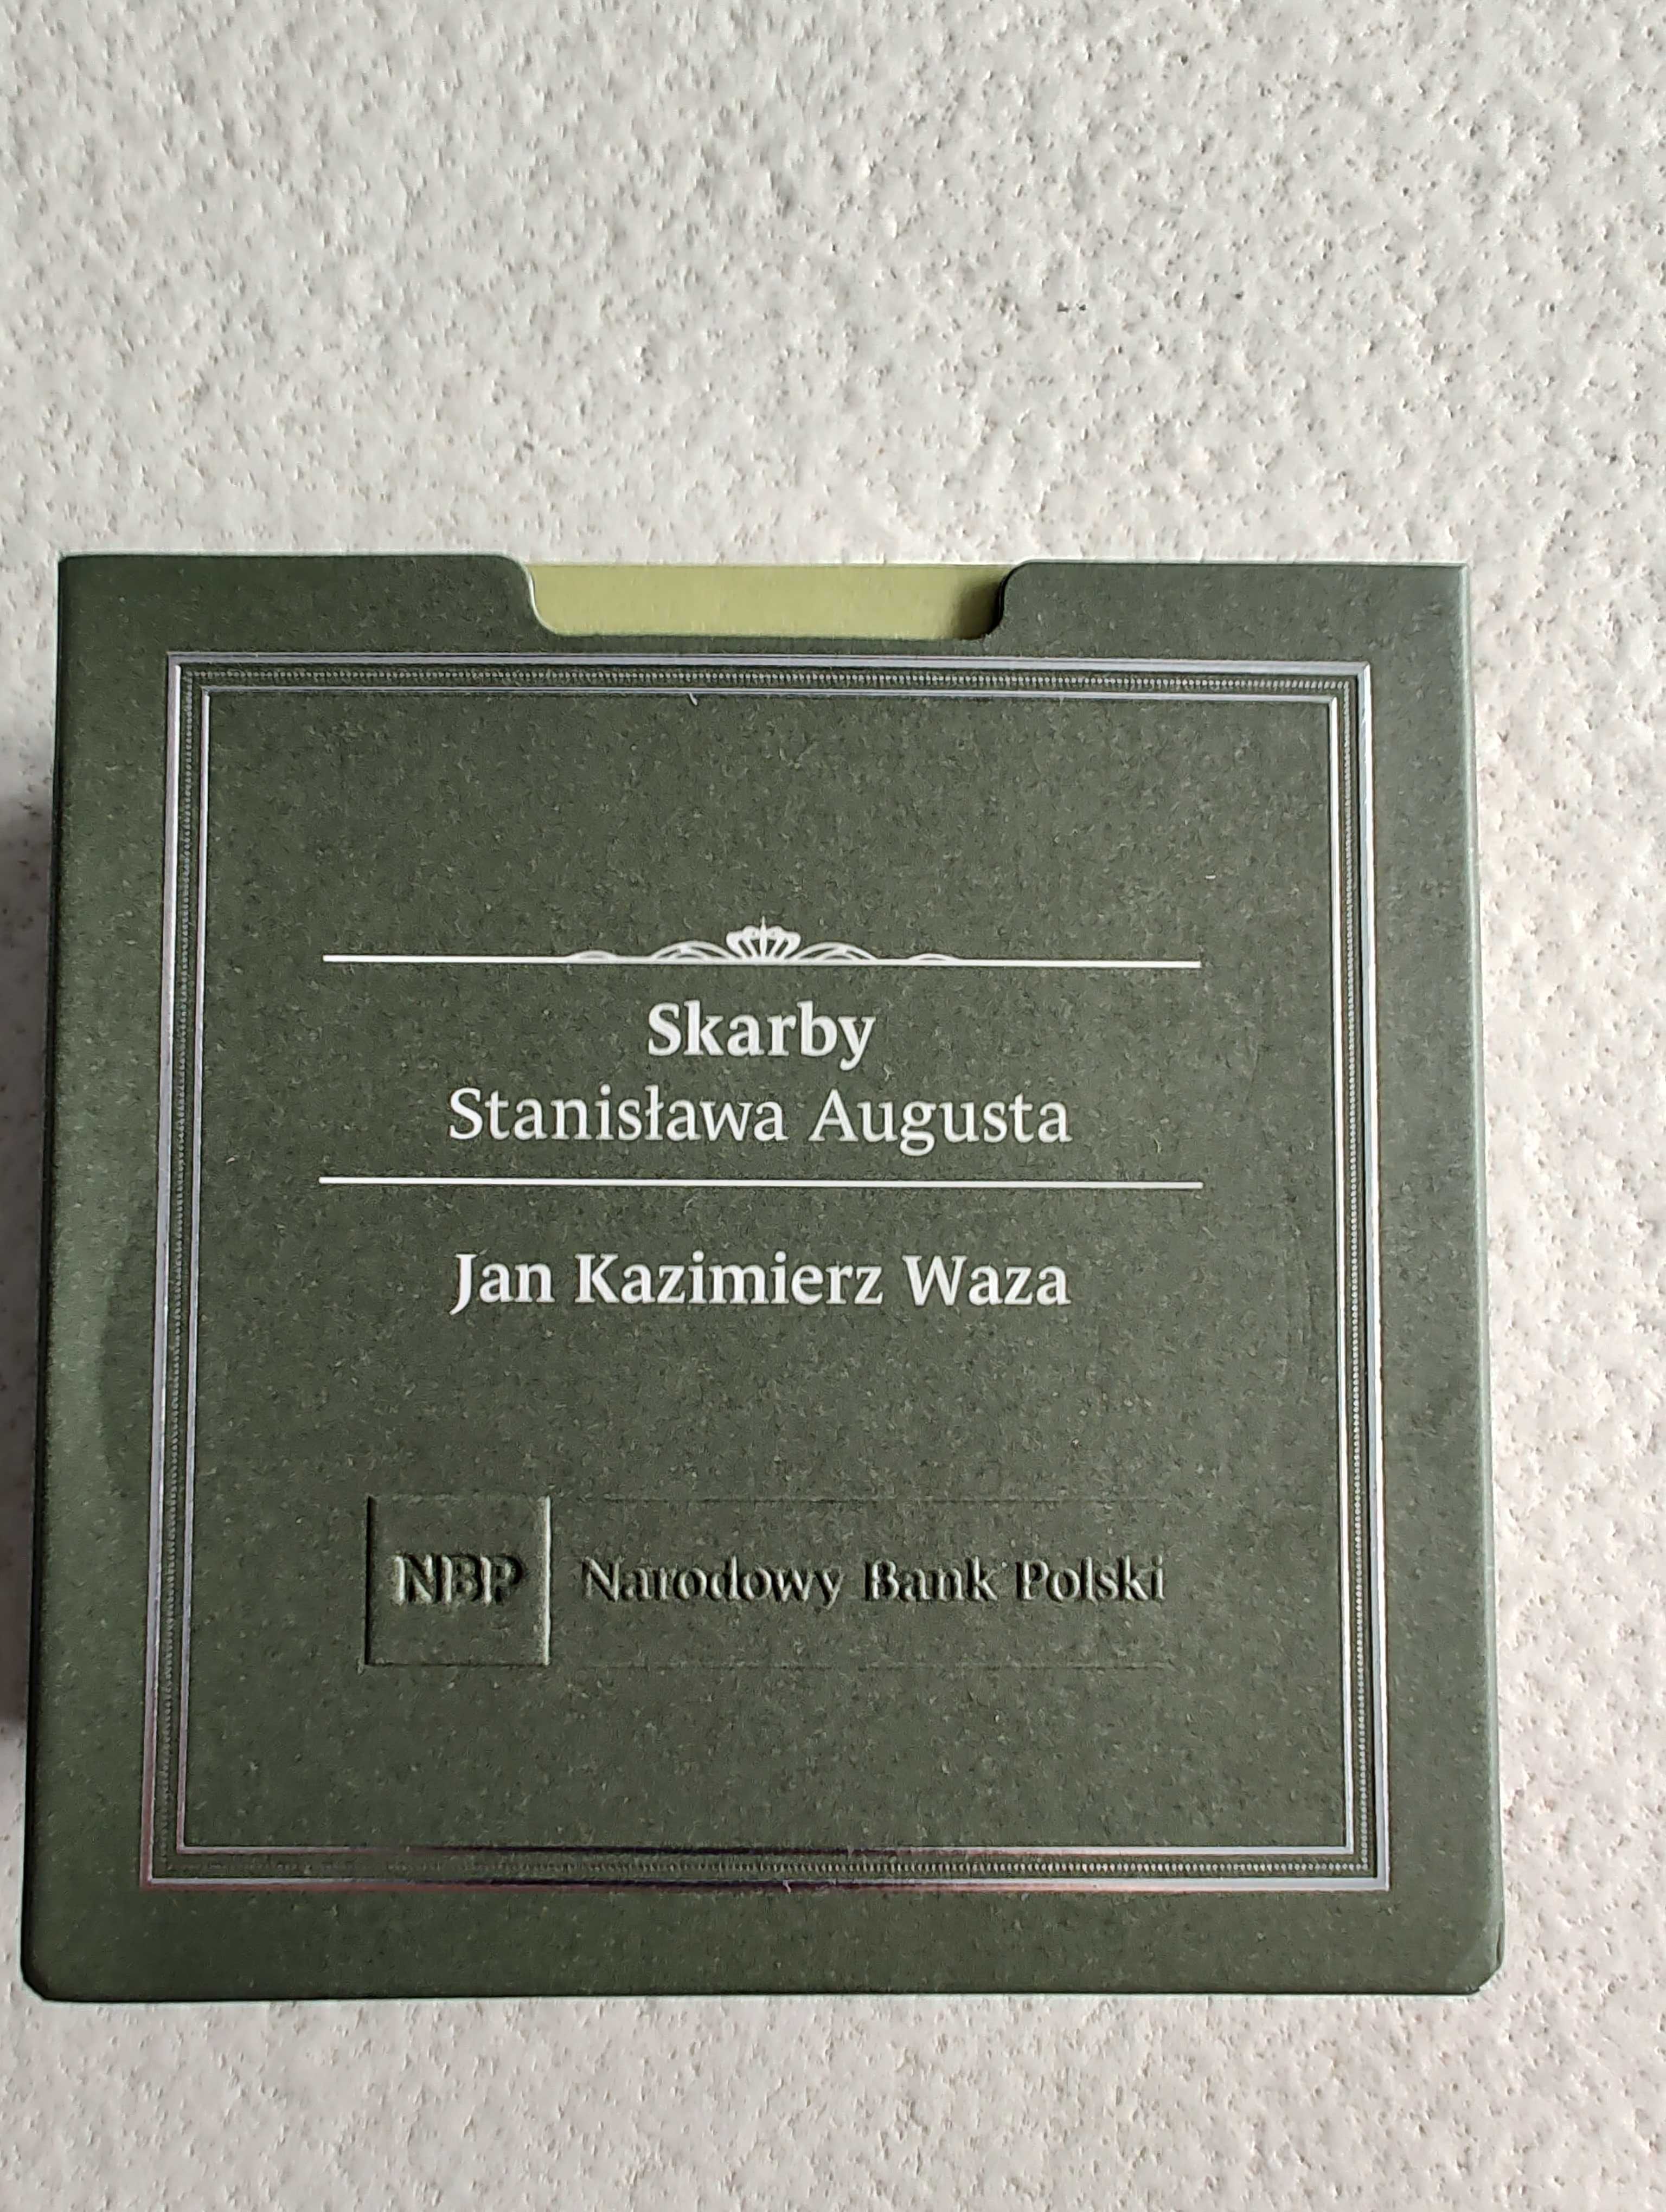 Skarby
Stanisława Augusta
Jan Kazimierz Waza
NBP Narodowy Bank Polski